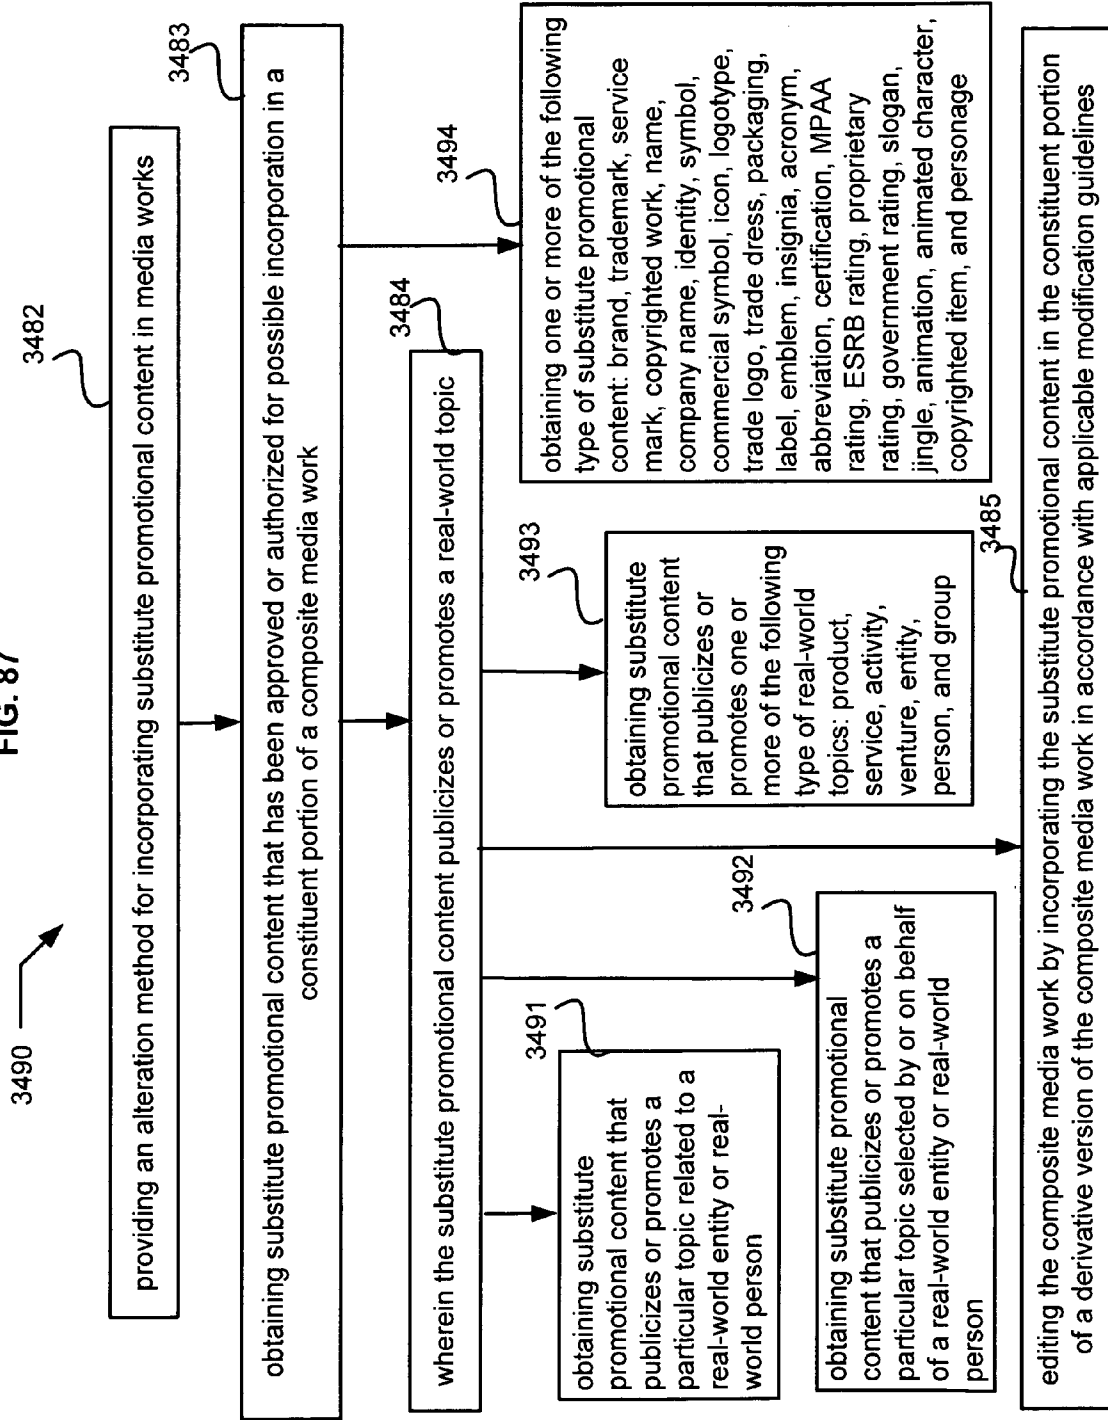 FIG. 87
3490
3482
providing an alteration method for incorporating substitute promotional content in media works
3483
obtaining substitute promotional content that has been approved or authorized for possible incorporation in a
constituent portion of a composite media work
3484
wherein the substitute promotional content publicizes or promotes a real-world topic
3494
obtaining one or more of the following
type of substitute promotional
content: brand, trademark, service
mark, copyrighted work, name,
company name, identity, symbol,
commercial symbol, icon, logotype,
trade logo, trade dress, packaging,
label, emblem, insignia, acronym,
abbreviation, certification, MPAA
rating, ESRB rating, proprietary
rating, government rating, slogan,
jingle, animation, animated character,
copyrighted item, and personage
3491
obtaining substitute
promotional content that
publicizes or promotes a
particular topic related to a
real-world entity or real-
world person
3492
obtaining substitute promotional
content that publicizes or promotes a
particular topic selected by or on behalf
of a real-world entity or real-world
person
3493
obtaining substitute
promotional content
that publicizes or
promotes one or
more of the following
type of real-world
topics: product,
service, activity,
venture, entity,
person, and group
3485
editing the composite media work by incorporating the substitute promotional content in the constituent portion
of a derivative version of the composite media work in accordance with applicable modification guidelines